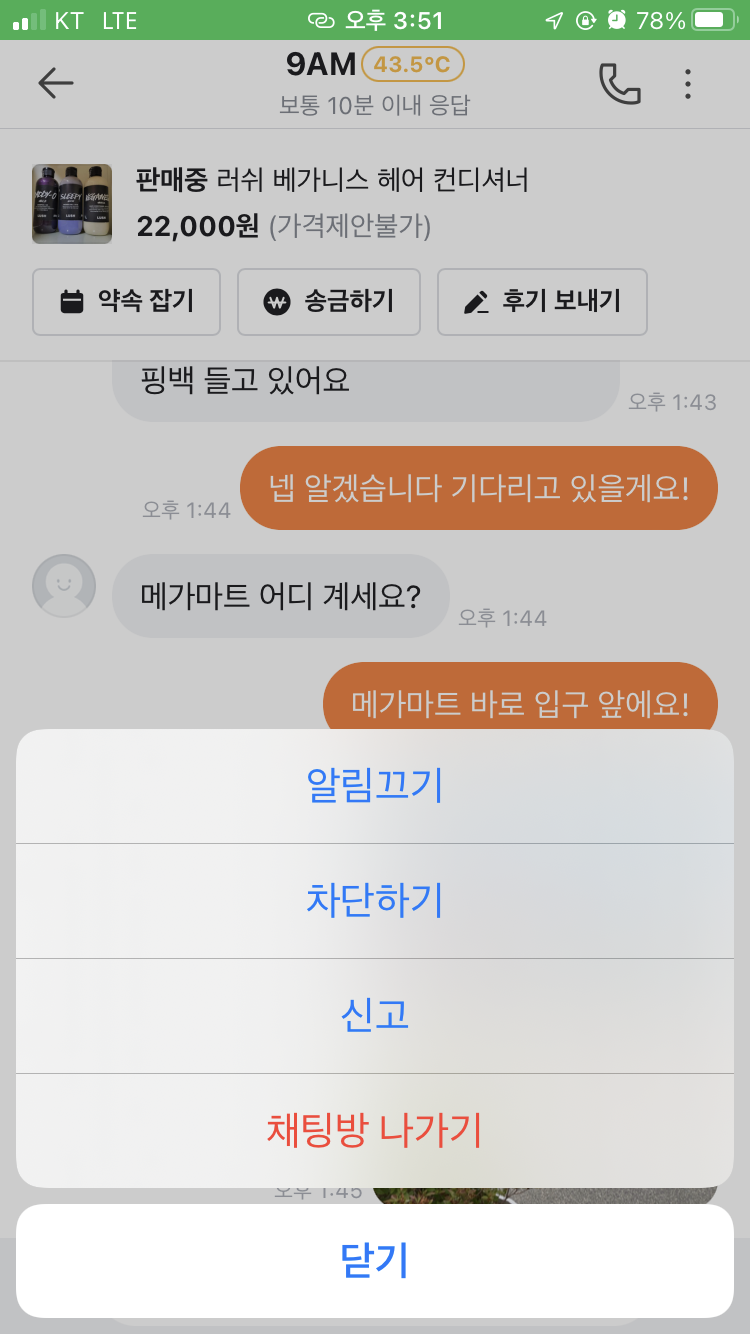 KT LTE 오후 3:51 78%
9AM 43.5°C
보통 10분 이내 응답
판매중 러쉬 베가니스 헤어 컨디셔너
22,000원 (가격제안불가)
약속 잡기 송금하기 후기 보내기
핑백 들고 있어요
오후 1:43
넵 알겠습니다 기다리고 있을게요!
오후 1:44
메가마트 어디 계세요?
오후 1:44
메가마트 바로 입구 앞에요!
알림끄기
차단하기
신고
채팅방 나가기
오후 1:45
닫기